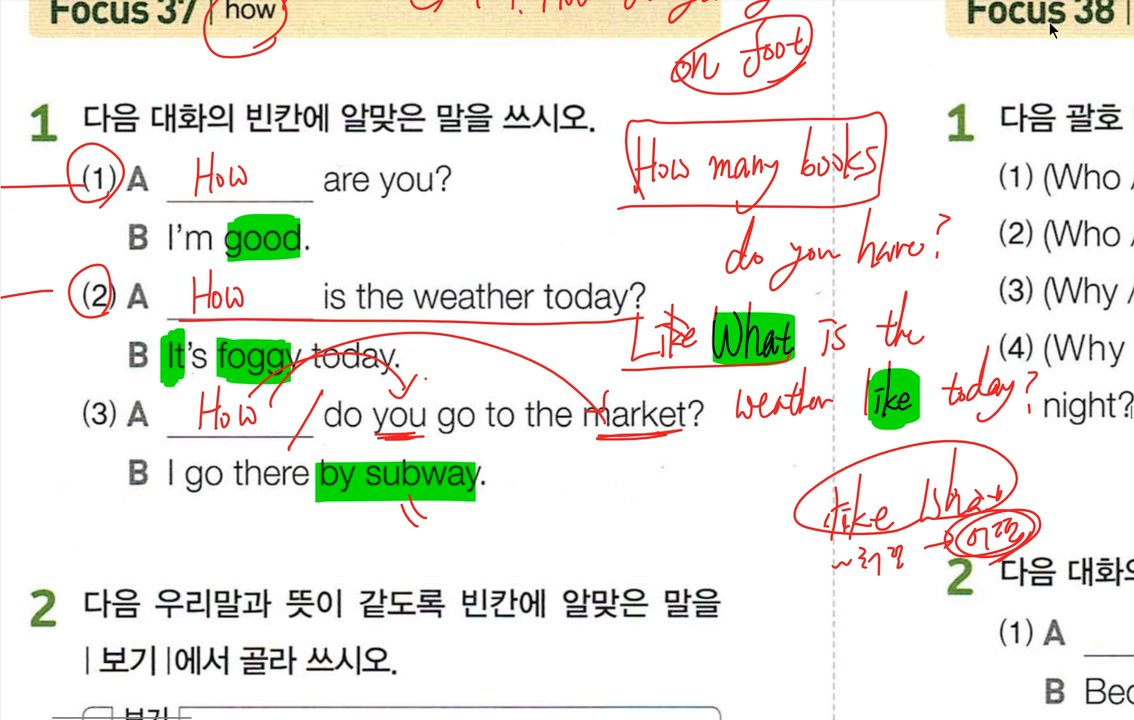 Focus 37 | how
on foot
1 다음 대화의 빈칸에 알맞은 말을 쓰시오.
(1) A How are you?
B I'm good.
(2) A How is the weather today?
B It's foggy today.
(3) A How do you go to the market?
B I go there by subway.
How many books
do you have?
Like What is the
weather like today?
like what
2 다음 우리말과 뜻이 같도록 빈칸에 알맞은 말을
| 보기 |에서 골라 쓰시오.
보기
Focus 38 |
1 다음 괄호
(1) (Who /
(2) (Who /
(3) (Why /
(4) (Why
night?
2 다음 대화의
(1) A
B Bec